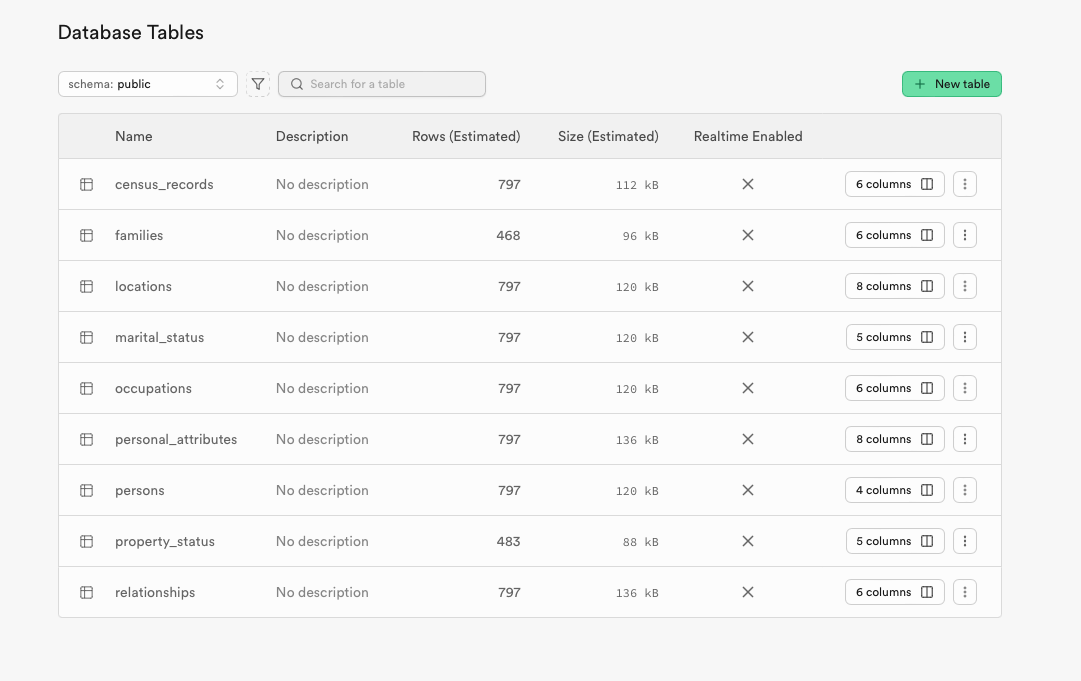 Database Tables
schema: public Search for a table New table
Name Description Rows (Estimated) Size (Estimated) Realtime Enabled
census_records No description 797 112 kB 6 columns
families No description 468 96 kB 6 columns
locations No description 797 120 kB 8 columns
marital_status No description 797 120 kB 5 columns
occupations No description 797 120 kB 6 columns
personal_attributes No description 797 136 kB 8 columns
persons No description 797 120 kB 4 columns
property_status No description 483 88 kB 5 columns
relationships No description 797 136 kB 6 columns